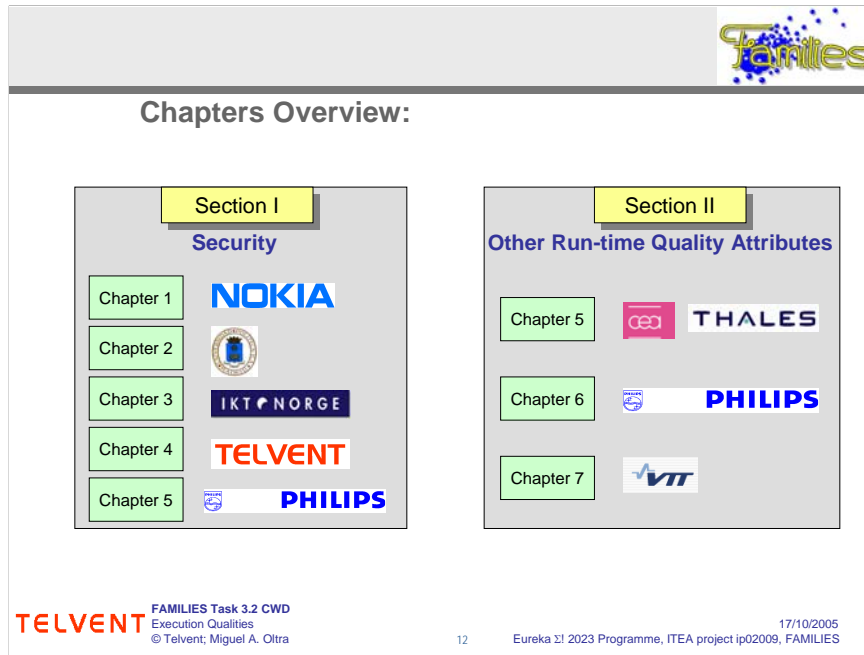 Families
Chapters Overview:
Section I
Security
Chapter 1
NOKIA
Chapter 2
Chapter 3
IKT NORGE
Chapter 4
TELVENT
Chapter 5
PHILIPS
PHILIPS
Section II
Other Run-time Quality Attributes
Chapter 5
cea
THALES
Chapter 6
PHILIPS
PHILIPS
Chapter 7
VTT
TELVENT
FAMILIES Task 3.2 CWD
Execution Qualities
© Telvent; Miguel A. Oltra
12
17/10/2005
Eureka Σ! 2023 Programme, ITEA project ip02009, FAMILIES